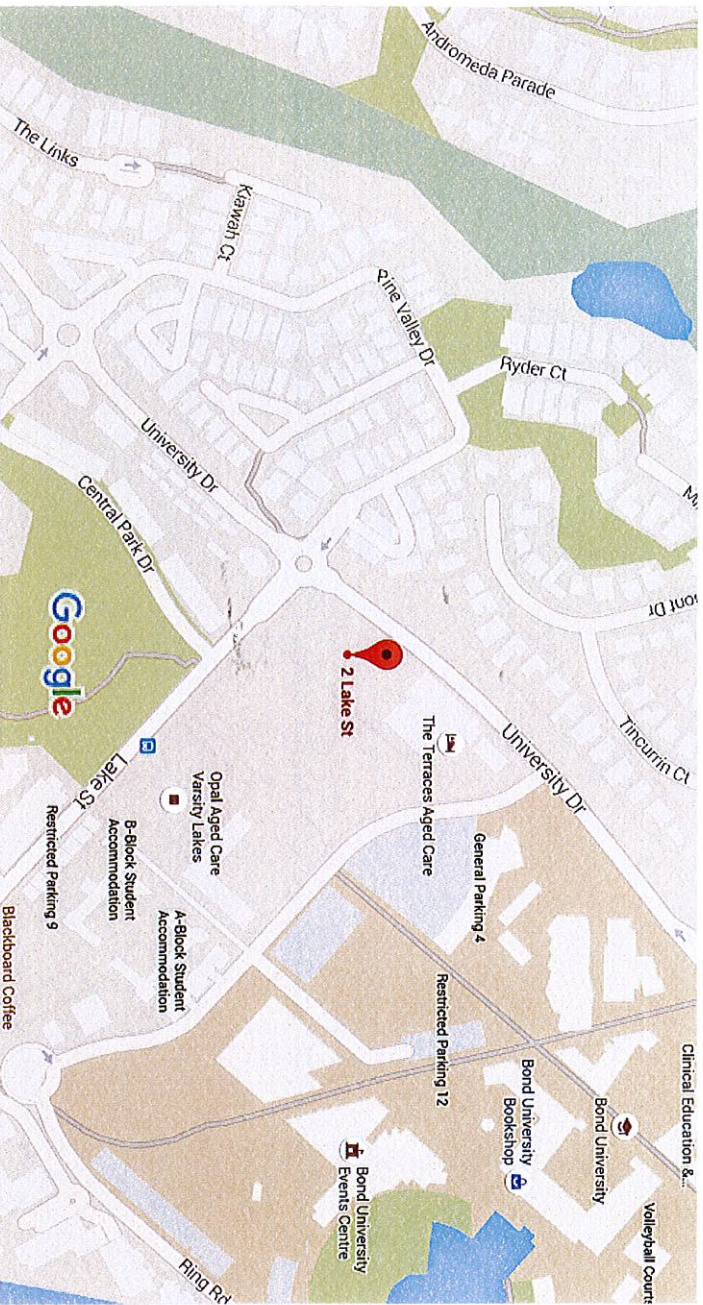 Clinical Education &...
Volleyball Courts
Bond University
Bond University
Bookshop
Tincurrin Ct
ont Dr
Ryder Ct
University Dr
Andromeda Parade
General Parking 4
Restricted Parking 12
The Terraces Aged Care
Pine Valley Dr
Bond University
Events Centre
2 Lake St
Kiawah Ct
Opal Aged Care
Varsity Lakes
A-Block Student
Accommodation
Ring Rd
University Dr
B-Block Student
Accommodation
Central Park Dr
Lake St
The Links
Google
Restricted Parking 9
Blackboard Coffee